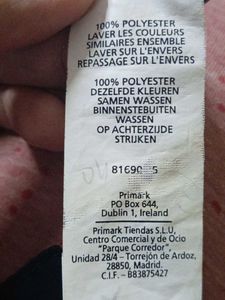 100% POLYESTER
LAVER LES COULEURS
SIMILAIRES ENSEMBLE
LAVER SUR L'ENVERS
REPASSAGE SUR L'ENVERS
100% POLYESTER
DEZELFDE KLEUREN
SAMEN WASSEN
BINNENSTEBUITEN
WASSEN
OP ACHTERZIJDE
STRIJKEN
Primark
PO Box 644,
Dublin 1, Ireland
Primark Tiendas S.L.U,
Centro Comercial y de Ocio
"Parque Corredor",
Unidad 28/4 - Torrejón de Ardoz,
28850, Madrid.
C.I.F. - B83875427